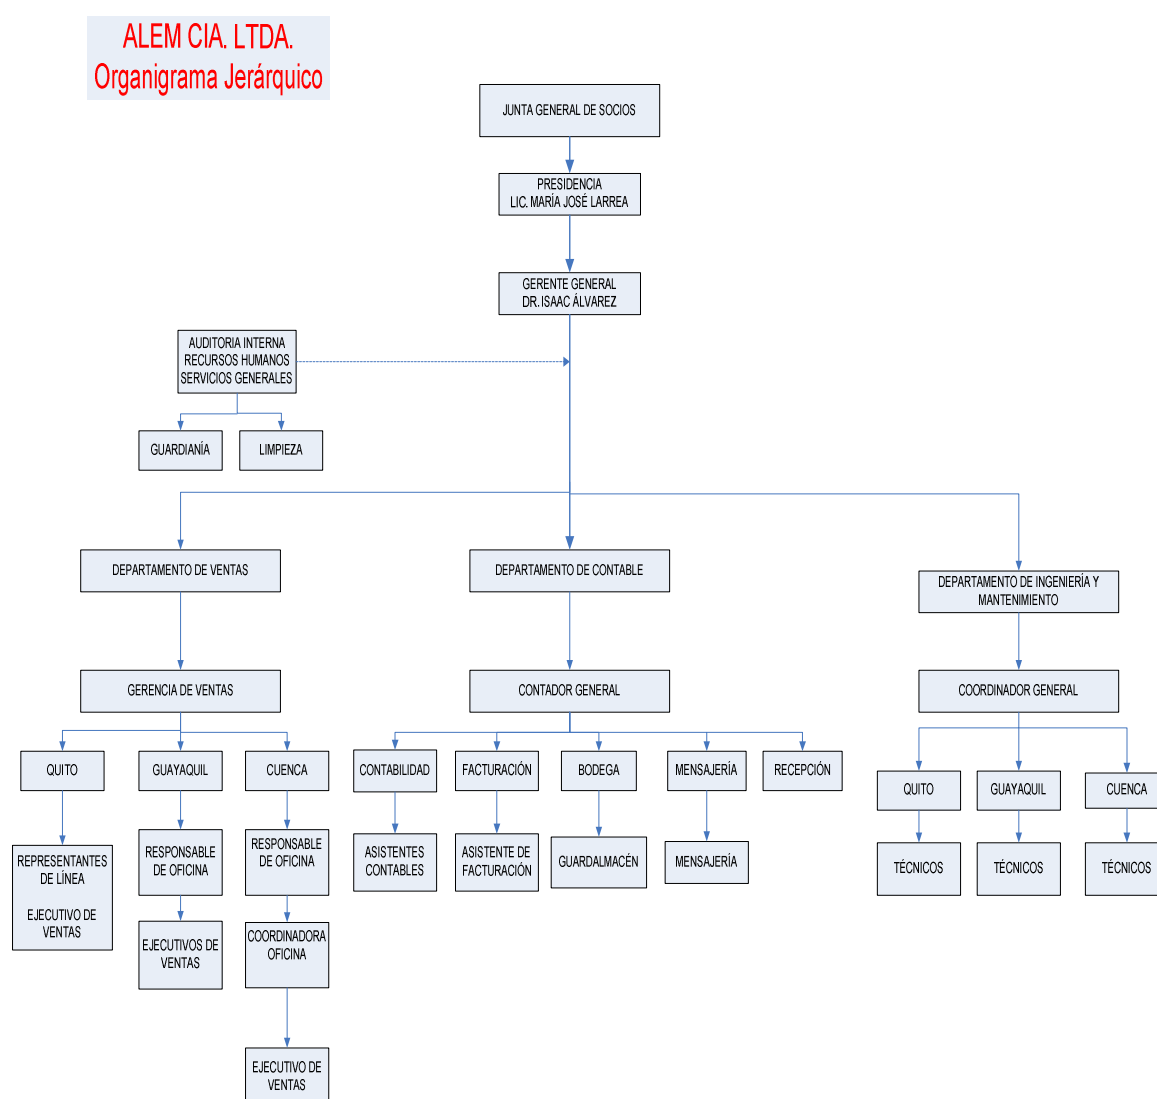 ALEM CIA. LTDA.
Organigrama Jerárquico
JUNTA GENERAL DE SOCIOS
PRESIDENCIA
LIC. MARÍA JOSÉ LARREA
GERENTE GENERAL
DR. ISAAC ÁLVAREZ
AUDITORIA INTERNA
RECURSOS HUMANOS
SERVICIOS GENERALES
GUARDIANÍA
LIMPIEZA
DEPARTAMENTO DE VENTAS
DEPARTAMENTO DE CONTABLE
DEPARTAMENTO DE INGENIERÍA Y
MANTENIMIENTO
GERENCIA DE VENTAS
CONTADOR GENERAL
COORDINADOR GENERAL
QUITO
GUAYAQUIL
CUENCA
CONTABILIDAD
FACTURACIÓN
BODEGA
MENSAJERÍA
RECEPCIÓN
QUITO
GUAYAQUIL
CUENCA
REPRESENTANTES
DE LÍNEA
EJECUTIVO DE
VENTAS
RESPONSABLE
DE OFICINA
RESPONSABLE
DE OFICINA
ASISTENTES
CONTABLES
ASISTENTE DE
FACTURACIÓN
GUARDALMACÉN
MENSAJERÍA
TÉCNICOS
TÉCNICOS
TÉCNICOS
EJECUTIVOS DE
VENTAS
COORDINADORA
OFICINA
EJECUTIVO DE
VENTAS